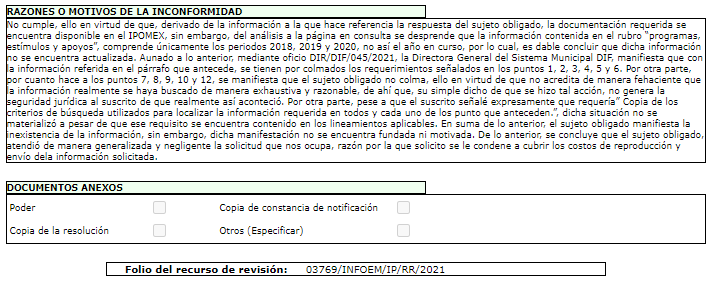 RAZONES O MOTIVOS DE LA INCONFORMIDAD
No cumple, ello en virtud de que, derivado de la información a la que hace referencia la respuesta del sujeto obligado, la documentación requerida se
encuentra disponible en el IPOMEX, sin embargo, del análisis a la página en consulta se desprende que la información contenida en el rubro "programas,
estímulos y apoyos", comprende únicamente los periodos 2018, 2019 y 2020, no así el año en curso, por lo cual, es dable concluir que dicha información
no se encuentra actualizada. Aunado a lo anterior, mediante oficio DIR/DIF/045/2021, la Directora General del Sistema Municipal DIF, manifiesta que con
la información referida en el párrafo que antecede, se tienen por colmados los requerimientos señalados en los puntos 1, 2, 3, 4, 5 y 6. Por otra parte,
por cuanto hace a los puntos 7, 8, 9, 10 y 12, se manifiesta que el sujeto obligado no colma, ello en virtud de que no acredita de manera fehaciente que
la información realmente se haya buscado de manera exhaustiva y razonable, de ahí que, su simple dicho de que se hizo tal acción, no genera la
seguridad jurídica al suscrito de que realmente así aconteció. Por otra parte, pese a que el suscrito señalé expresamente que requería" Copia de los
criterios de búsqueda utilizados para localizar la información requerida en todos y cada uno de los punto que anteceden.", dicha situación no se
materializó a pesar de que ese requisito se encuentra contenido en los lineamientos aplicables. En suma de lo anterior, el sujeto obligado manifiesta la
inexistencia de la información, sin embargo, dicha manifestación no se encuentra fundada ni motivada. De lo anterior, se concluye que el sujeto obligado,
atendió de manera generalizada y negligente la solicitud que nos ocupa, razón por la que solicito se le condene a cubrir los costos de reproducción y
envío dela información solicitada.
DOCUMENTOS ANEXOS
Poder Copia de constancia de notificación
Copia de la resolución Otros (Especificar)
Folio del recurso de revisión: 03769/INFOEM/IP/RR/2021